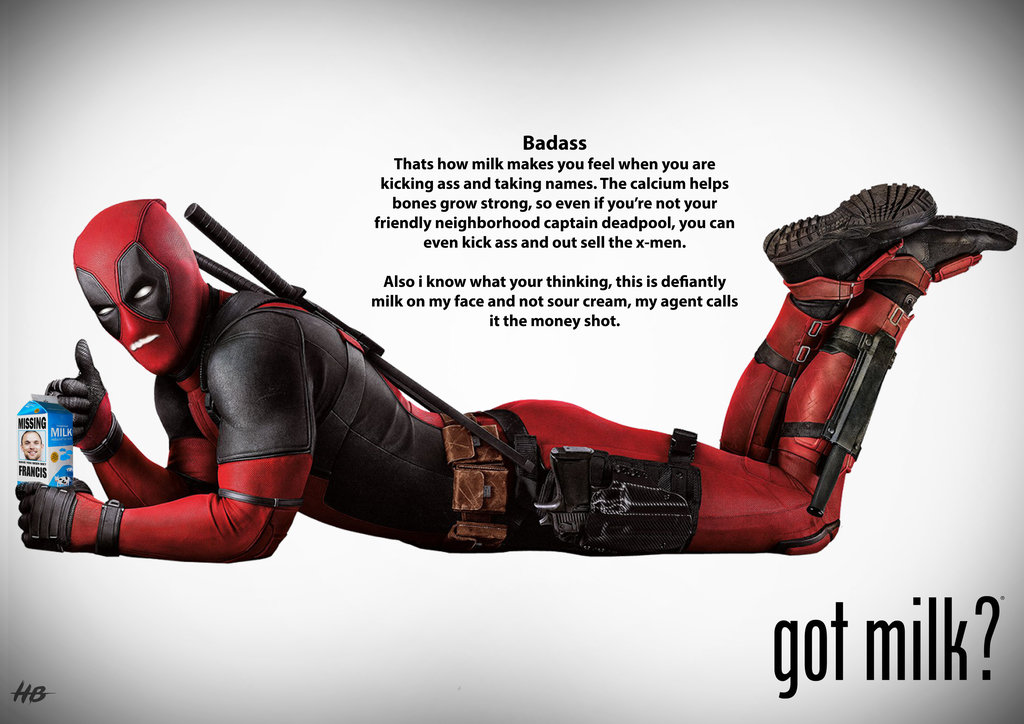 Badass
Thats how milk makes you feel when you are
kicking ass and taking names. The calcium helps
bones grow strong, so even if you're not your
friendly neighborhood captain deadpool, you can
even kick ass and out sell the x-men.
Also i know what your thinking, this is defiantly
milk on my face and not sour cream, my agent calls
it the money shot.
MISSING
MILK
FRANCIS
got milk?®
HB